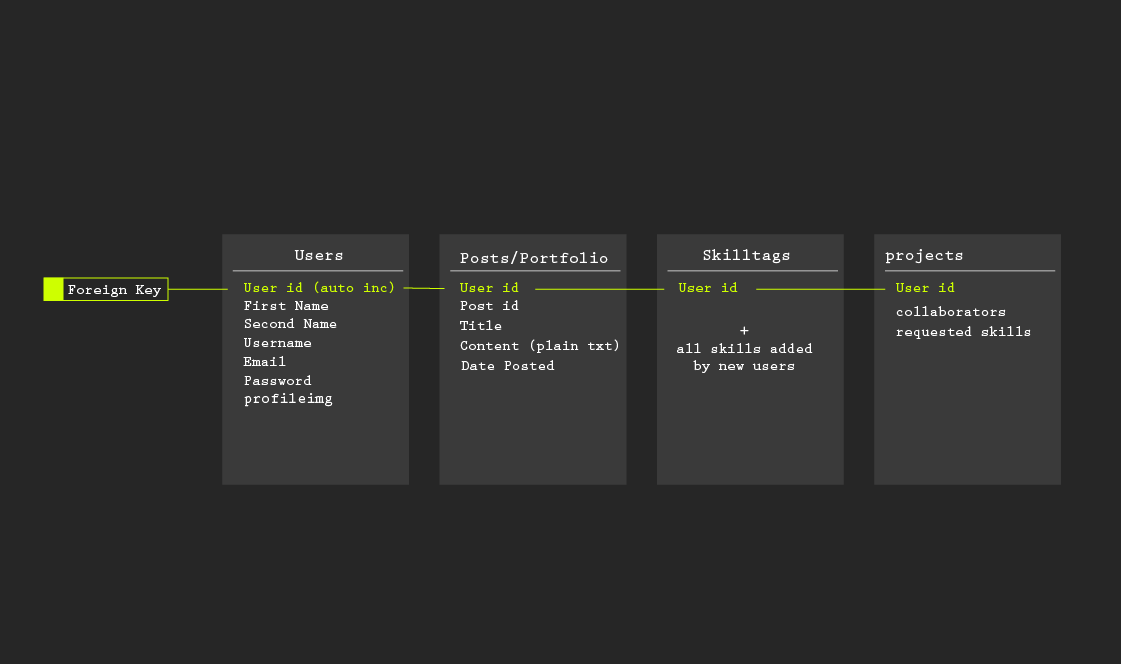 Foreign Key
Users
User id (auto inc)
First Name
Second Name
Username
Email
Password
profileimg
Posts/Portfolio
User id
Post id
Title
Content (plain txt)
Date Posted
Skilltags
User id
+
all skills added
by new users
projects
User id
collaborators
requested skills